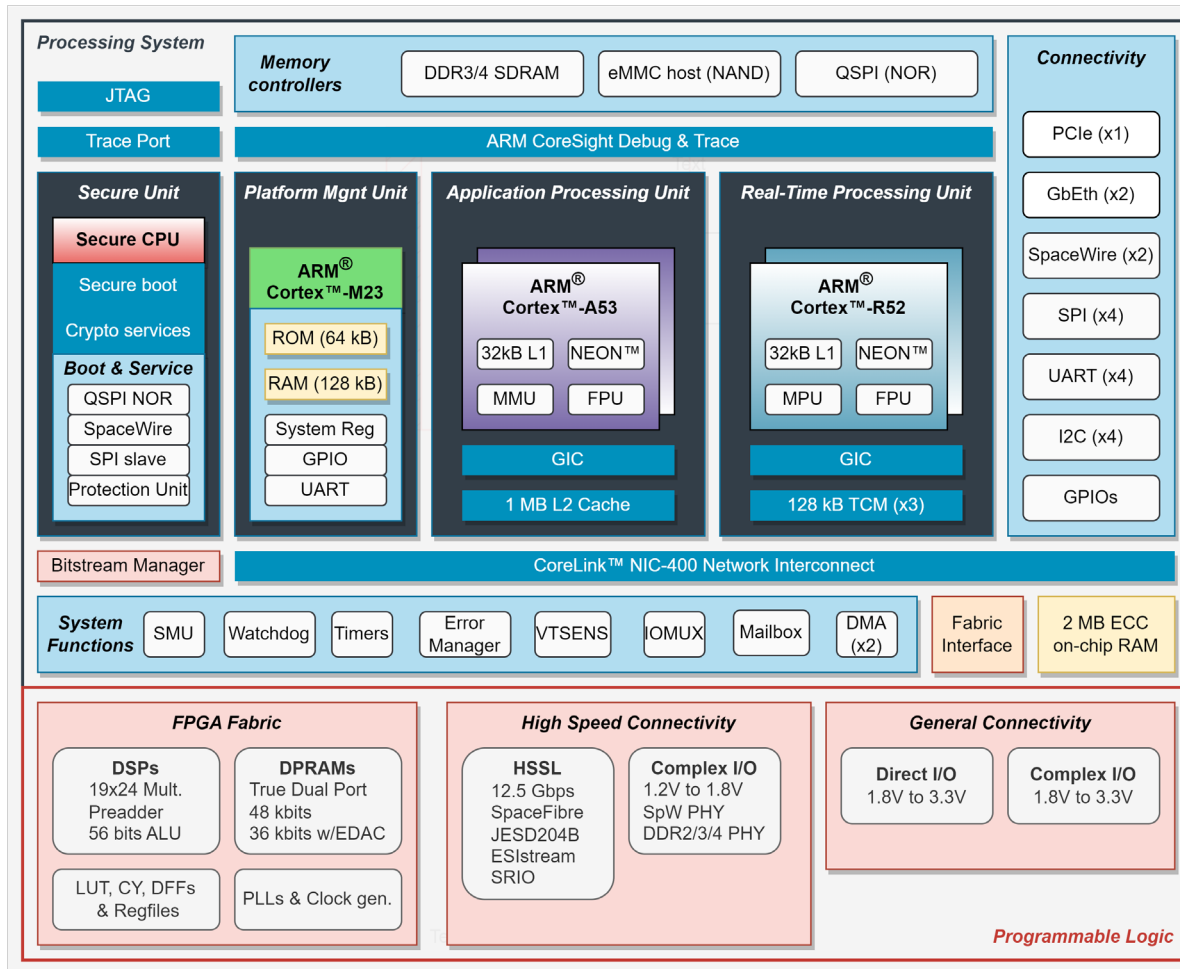 Processing System
JTAG
Trace Port
Memory
controllers
DDR3/4 SDRAM
eMMC host (NAND)
QSPI (NOR)
ARM CoreSight Debug & Trace
Connectivity
PCIe (x1)
GbEth (x2)
SpaceWire (x2)
SPI (x4)
UART (x4)
I2C (x4)
GPIOs
Secure Unit
Secure CPU
Secure boot
Crypto services
Boot & Service
QSPI NOR
SpaceWire
SPI slave
Protection Unit
Platform Mgnt Unit
ARM®
Cortex™-M23
ROM (64 kB)
RAM (128 kB)
System Reg
GPIO
UART
Application Processing Unit
ARM®
Cortex™-A53
32kB L1
NEON™
MMU
FPU
GIC
1 MB L2 Cache
Real-Time Processing Unit
ARM®
Cortex™-R52
32kB L1
NEON™
MPU
FPU
GIC
128 kB TCM (x3)
Bitstream Manager
CoreLink™ NIC-400 Network Interconnect
System
Functions
SMU
Watchdog
Timers
Error
Manager
VTSENS
IOMUX
Mailbox
DMA
(x2)
Fabric
Interface
2 MB ECC
on-chip RAM
FPGA Fabric
DSPs
19x24 Mult.
Preadder
56 bits ALU
DPRAMs
True Dual Port
48 kbits
36 kbits w/EDAC
LUT, CY, DFFs
& Regfiles
PLLs & Clock gen.
High Speed Connectivity
HSSL
12.5 Gbps
SpaceFibre
JESD204B
ESIstream
SRIO
Complex I/O
1.2V to 1.8V
SpW PHY
DDR2/3/4 PHY
General Connectivity
Direct I/O
1.8V to 3.3V
Complex I/O
1.8V to 3.3V
Programmable Logic